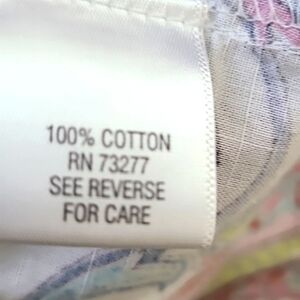 100% COTTON
RN 73277
SEE REVERSE
FOR CARE